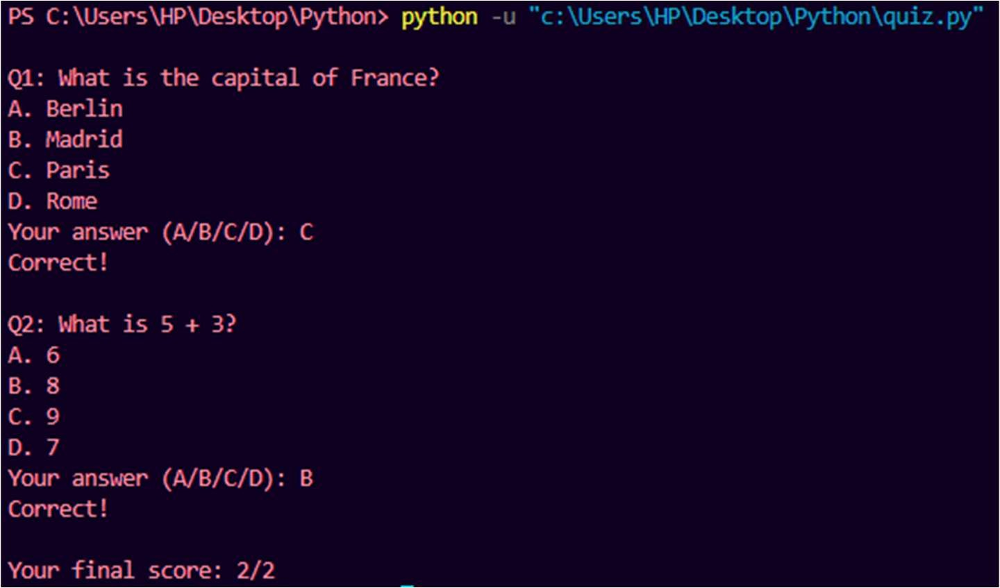 PS C:\Users\HP\Desktop\Python> python -u "c:\Users\HP\Desktop\Python\quiz.py"
Q1: What is the capital of France?
A. Berlin
B. Madrid
C. Paris
D. Rome
Your answer (A/B/C/D): C
Correct!
Q2: What is 5 + 3?
A. 6
B. 8
C. 9
D. 7
Your answer (A/B/C/D): B
Correct!
Your final score: 2/2